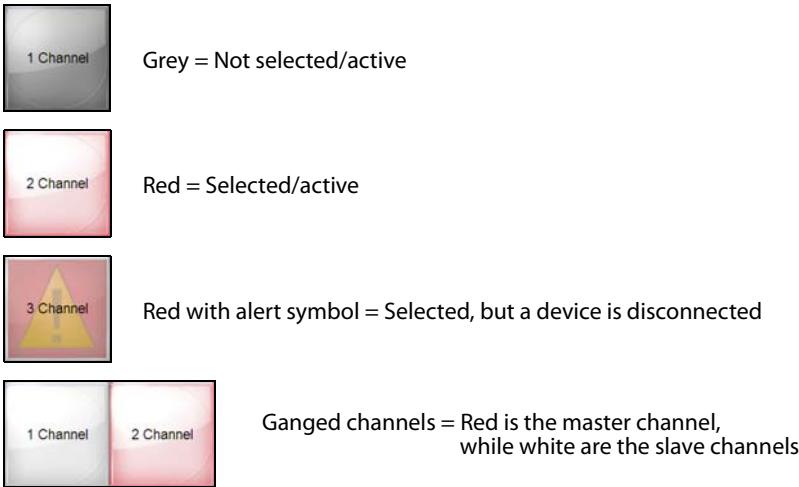 1 Channel
Grey = Not selected/active
2 Channel
Red = Selected/active
3 Channel
Red with alert symbol = Selected, but a device is disconnected
1 Channel
2 Channel
Ganged channels = Red is the master channel,
while white are the slave channels